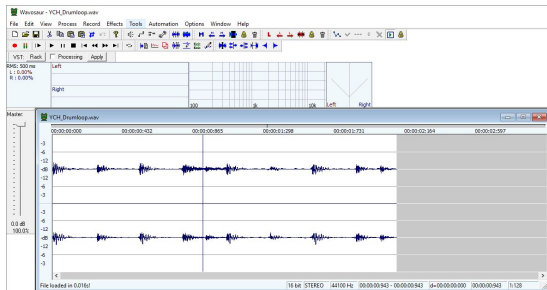 Wavosaur - YCH_Drumloop.wav
File Edit View Process Record Effects Tools Automation Options Window Help
VST: Rack Processing Apply
RMS: 500 ms
L : 0.00%
R : 0.00%
Left
Right
100 1k 10k
Left Right
Master:
0.0 dB
100.0%
YCH_Drumloop.wav
00:00:00:000 00:00:00:432 00:00:00:865 00:00:01:298 00:00:01:731 00:00:02:164 00:00:02:597
-3
-6
-12
-dB
-12
-6
-3
-3
-6
-12
-dB
-12
-6
-3
File loaded in 0.016s! 16 bit STEREO 44100 Hz 00:00:00:943 - 00:00:00:943 d=00:00:00:000 00:00:00:943 1:128